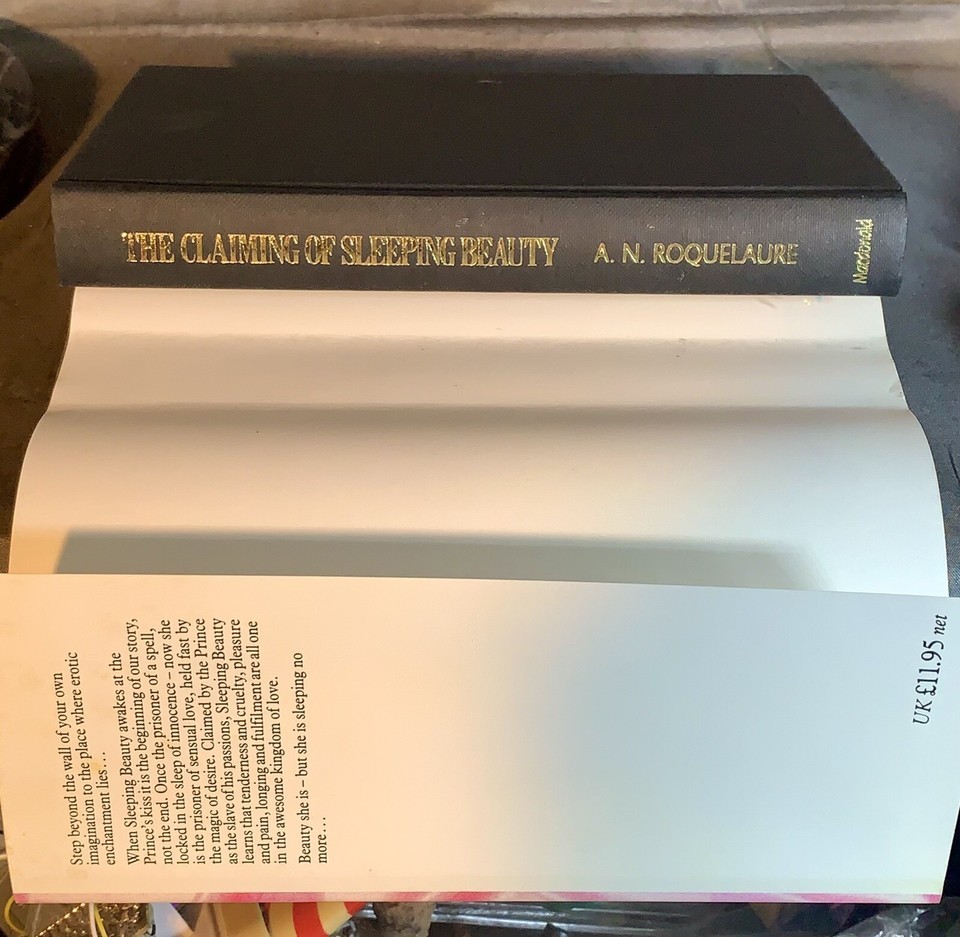 THE CLAIMING OF SLEEPING BEAUTY
A. N. ROQUELAURE
Macdonald
Step beyond the wall of your own
imagination to the place where erotic
enchantment lies...
When Sleeping Beauty awakes at the
Prince's kiss it is the beginning of our story,
not the end. Once the prisoner of a spell,
locked in the sleep of innocence – now she
is the prisoner of sensual love, held fast by
the magic of desire. Claimed by the Prince
as the slave of his passions, Sleeping Beauty
learns that tenderness and cruelty, pleasure
and pain, longing and fulfilment are all one
in the awesome kingdom of love.
Beauty she is – but she is sleeping no
more...
UK £11.95 net